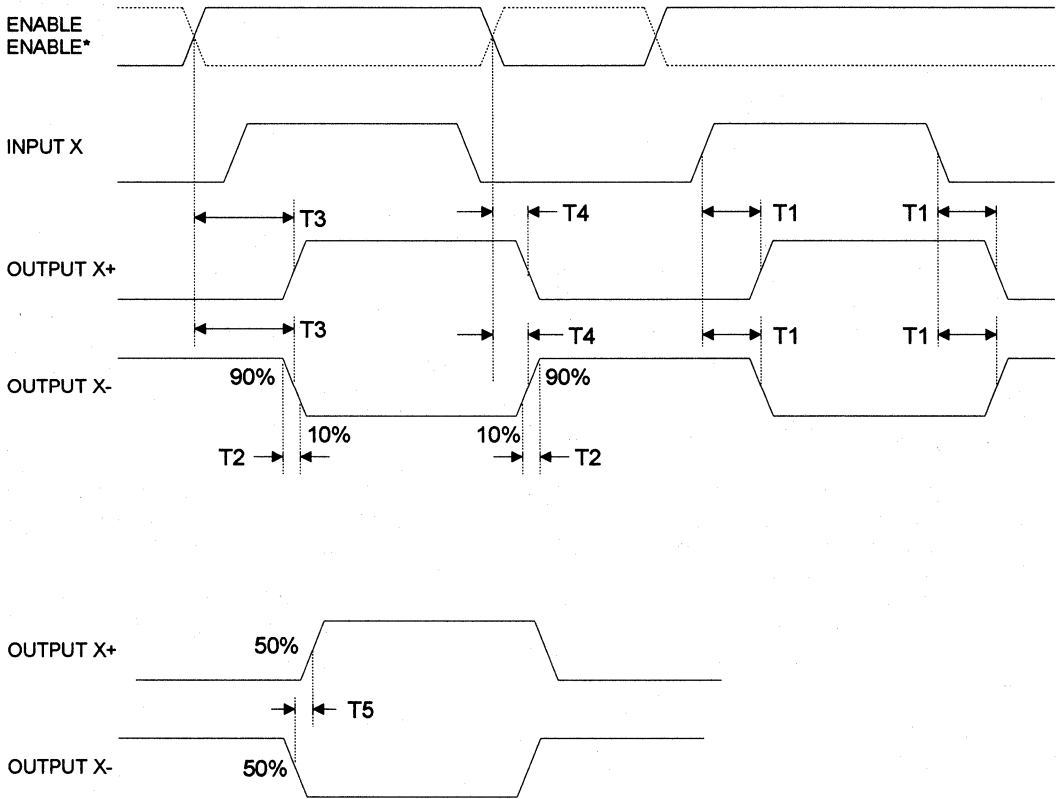 ENABLE
ENABLE*
INPUT X
T3 T4 T1 T1
OUTPUT X+
T3 T4 T1 T1
OUTPUT X-
90% 90%
10% 10%
T2 T2
OUTPUT X+
50%
T5
OUTPUT X-
50%